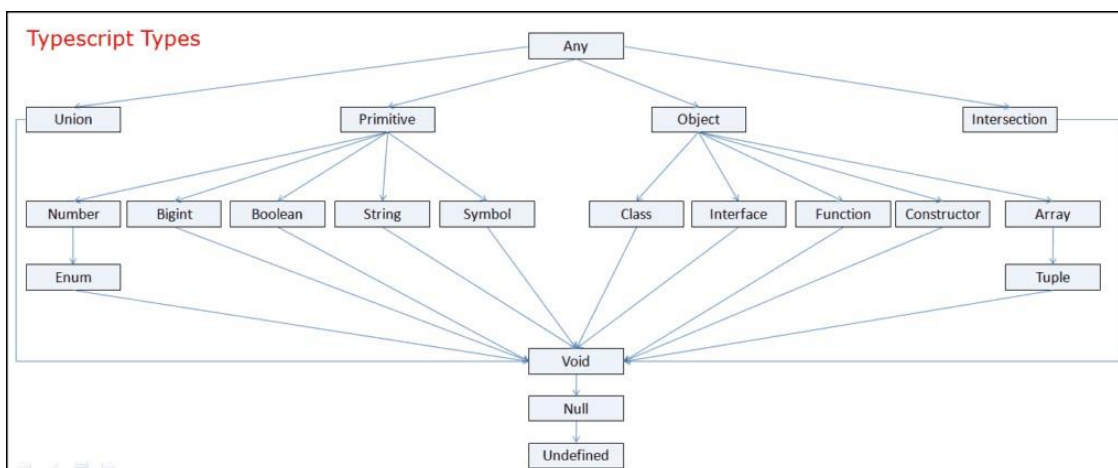 Typescript Types
Any
Union Primitive Object Intersection
Number Bigint Boolean String Symbol Class Interface Function Constructor Array
Enum Tuple
Void
Null
Undefined